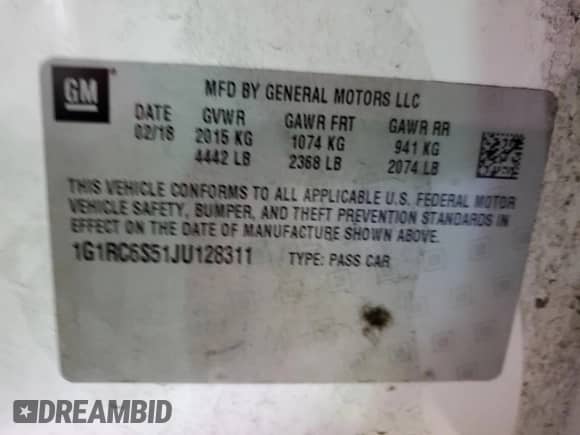 GM
MFD BY GENERAL MOTORS LLC
DATE GVWR GAWR FRT GAWR RR
02/18 2015 KG 1074 KG 941 KG
4442 LB 2368 LB 2074 LB
THIS VEHICLE CONFORMS TO ALL APPLICABLE U.S. FEDERAL MOTOR
VEHICLE SAFETY, BUMPER, AND THEFT PREVENTION STANDARDS IN
EFFECT ON THE DATE OF MANUFACTURE SHOWN ABOVE.
1G1RC6S51JU128311 TYPE: PASS CAR
DREAMBID